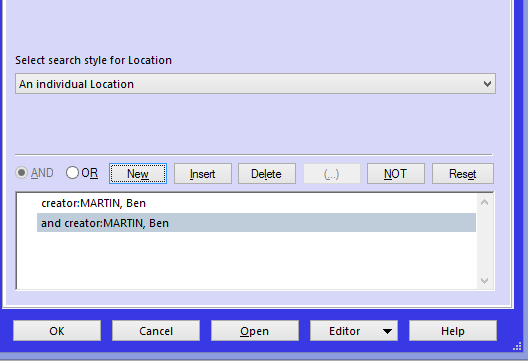 Select search style for Location
An individual Location
AND OR New Insert Delete (...) NOT Reset
creator:MARTIN, Ben
and creator:MARTIN, Ben
OK Cancel Open Editor Help